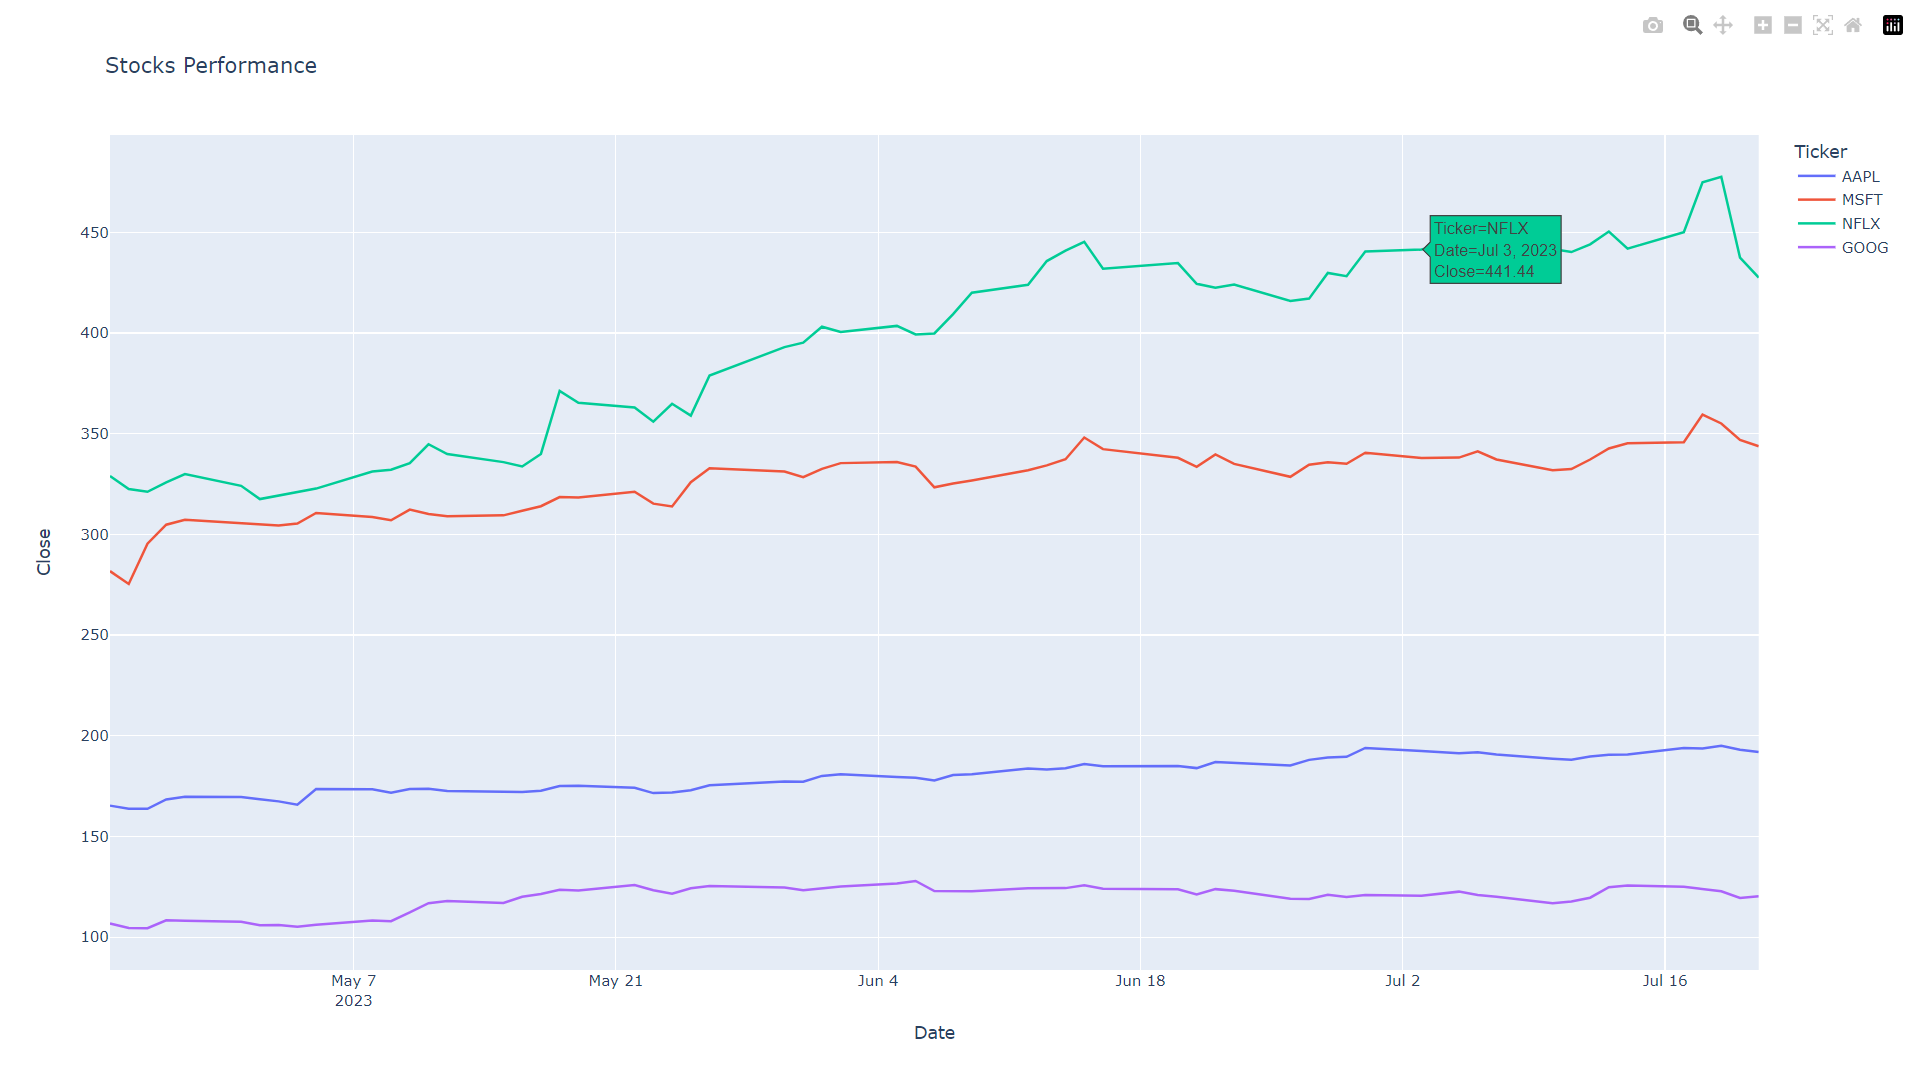 Stocks Performance
Ticker
AAPL
MSFT
NFLX
GOOG
Ticker=NFLX
Date=Jul 3, 2023
Close=441.44
450
400
350
300
250
200
150
100
Close
May 7
2023
May 21
Jun 4
Jun 18
Jul 2
Jul 16
Date